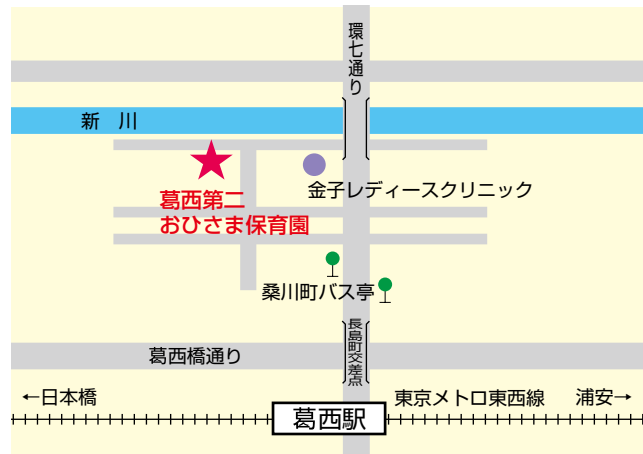 環七通り
新 川
金子レディースクリニック
葛西第二
おひさま保育園
桑川町バス亭
長島町交差点
葛西橋通り
←日本橋
東京メトロ東西線
浦安→
葛西駅